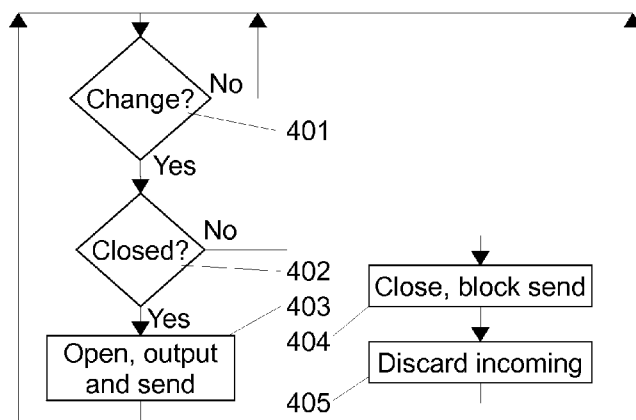 No
Change?
401
Yes
No
Closed?
402
403
Yes
Close, block send
404
Open, output
and send
Discard incoming
405